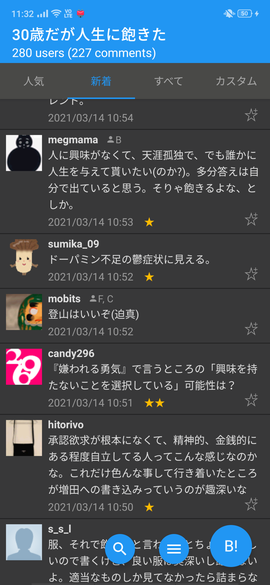 11:32
90
30歳だが人生に飽きた
280 users (227 comments)
人気
新着
すべて
カスタム
レンド。
2021/03/14 10:54
megmama
B
人に興味がなくて、天涯孤独で、でも誰かに
人生を与えて貰いたい(のか?)。多分答えは自
分で出ていると思う。そりゃ飽きるよな、と
しか。
2021/03/14 10:53 ★
sumika_09
ドーパミン不足の鬱症状に見える。
2021/03/14 10:52 ★
mobits
F, C
登山はいいぞ(迫真)
2021/03/14 10:52
candy296
『嫌われる勇気』で言うところの「興味を持
たないことを選択している」可能性は？
2021/03/14 10:51 ★★
hitorivo
承認欲求が根本になくて、精神的、金銭的に
ある程度自立してる人ってこんな感じなのか
な。これだけ色んな事して行き着いたところ
が増田への書き込みっていうのが趣深いな
2021/03/14 10:50 ★
s_s_l
服、それで飽
いので書くけど
よ。適当なものしか見てなかったら詰まらな
B!